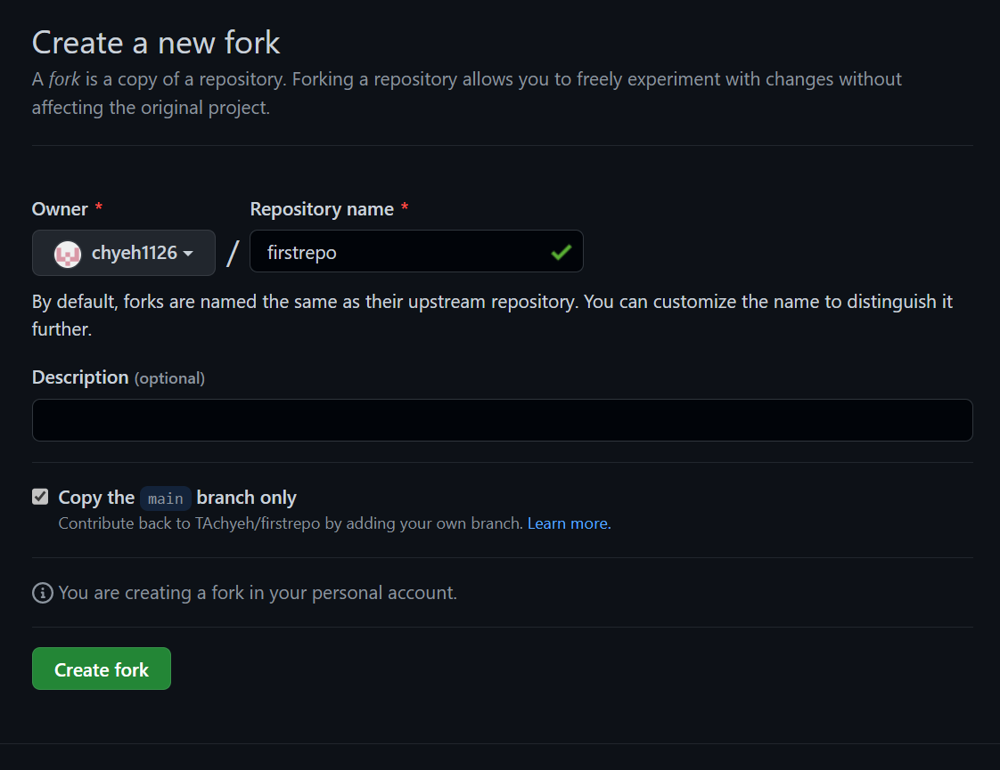 Create a new fork
A fork is a copy of a repository. Forking a repository allows you to freely experiment with changes without
affecting the original project.
Owner * Repository name *
chyeh1126 / firstrepo
By default, forks are named the same as their upstream repository. You can customize the name to distinguish it
further.
Description (optional)
Copy the main branch only
Contribute back to TAchyeh/firstrepo by adding your own branch. Learn more.
You are creating a fork in your personal account.
Create fork